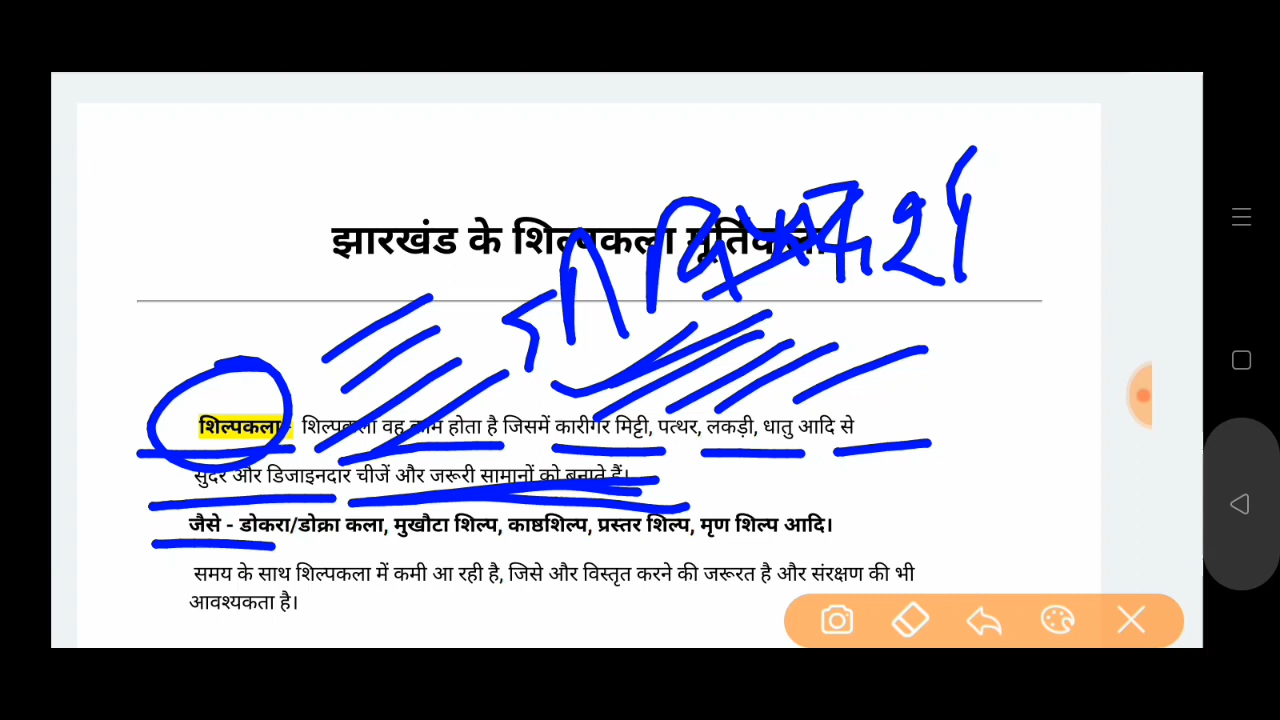 झारखंड के शिल्पकला मूर्तिकला
शिल्पकला - शिल्पकला वह काम होता है जिसमें कारीगर मिट्टी, पत्थर, लकड़ी, धातु आदि से
सुंदर और डिजाइनदार चीजें और जरूरी सामानों को बनाते हैं।
जैसे - डोकरा/डोक्रा कला, मुखौटा शिल्प, काष्ठशिल्प, प्रस्तर शिल्प, मृण शिल्प आदि।
समय के साथ शिल्पकला में कमी आ रही है, जिसे और विस्तृत करने की जरूरत है और संरक्षण की भी
आवश्यकता है।